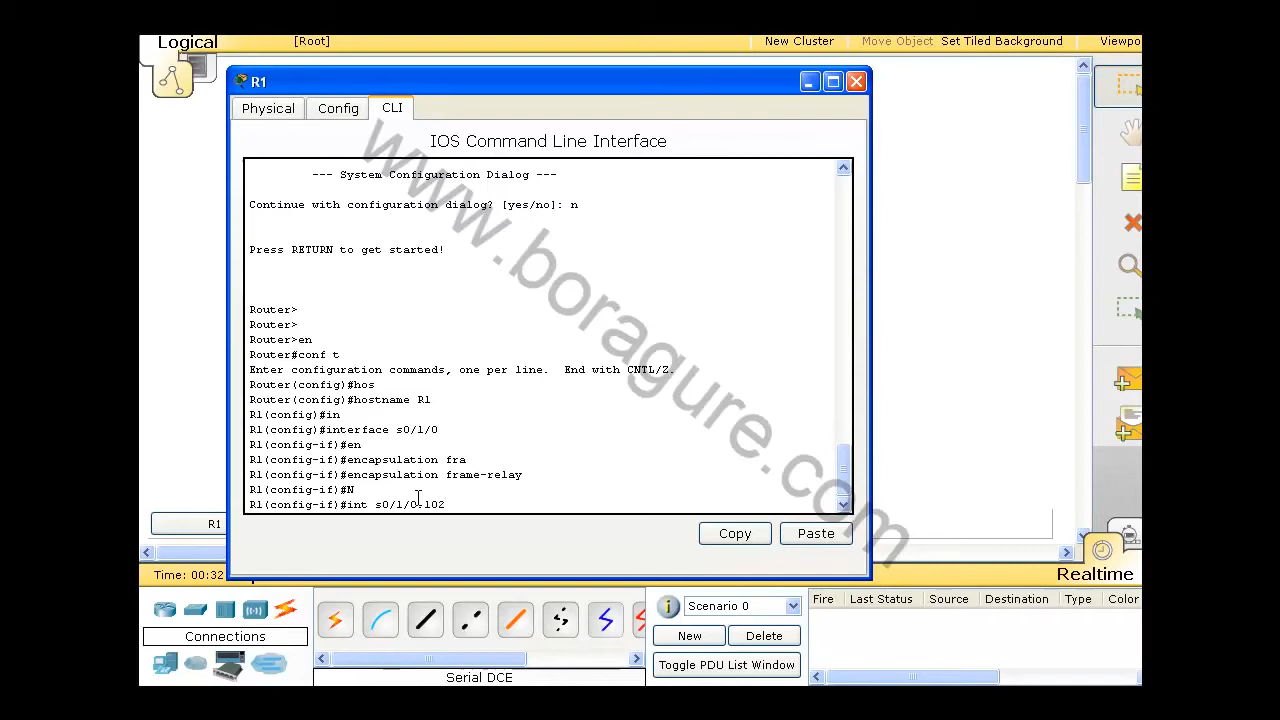 Logical
[Root]
New Cluster
Move Object
Set Tiled Background
Viewpo
R1
Physical
Config
CLI
IOS Command Line Interface
--- System Configuration Dialog ---
Continue with configuration dialog? [yes/no]: n
Press RETURN to get started!
Router>
Router>
Router>en
Router#conf t
Enter configuration commands, one per line.  End with CNTL/Z.
Router(config)#hos
Router(config)#hostname R1
R1(config)#in
R1(config)#interface s0/1/0
R1(config-if)#en
R1(config-if)#encapsulation fra
R1(config-if)#encapsulation frame-relay
R1(config-if)#N
R1(config-if)#int s0/1/0.102
www.boragure.com
R1
Copy
Paste
Time: 00:32
Realtime
Connections
Serial DCE
Scenario 0
New
Delete
Toggle PDU List Window
Fire
Last Status
Source
Destination
Type
Color